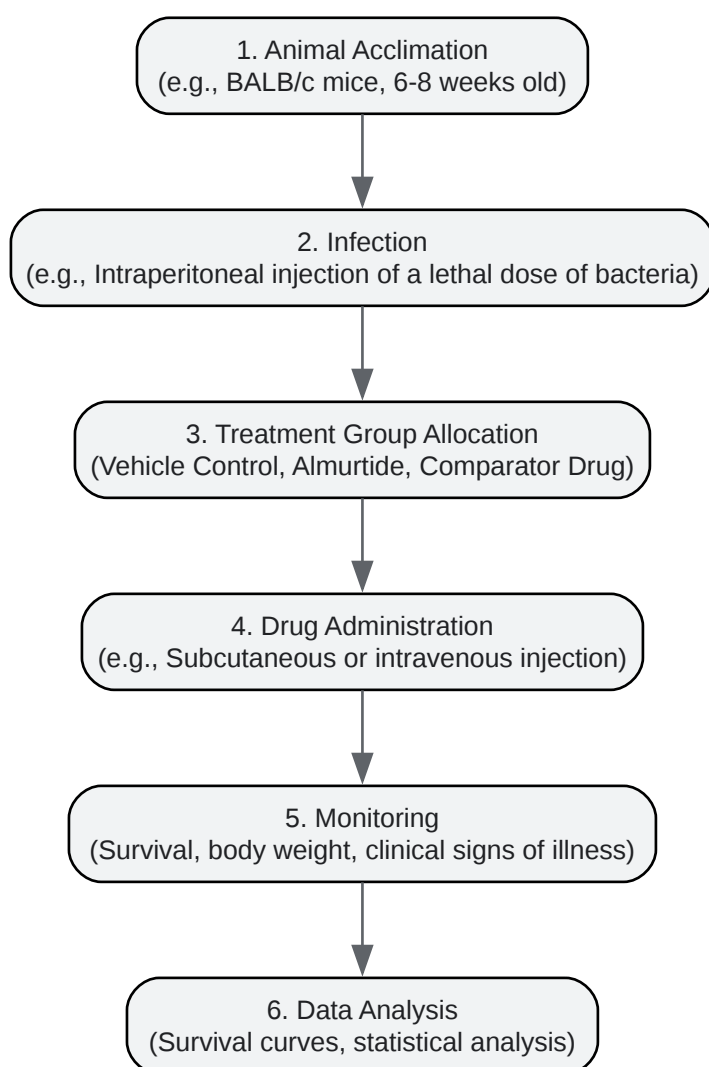 1. Animal Acclimation
(e.g., BALB/c mice, 6-8 weeks old)
2. Infection
(e.g., Intraperitoneal injection of a lethal dose of bacteria)
3. Treatment Group Allocation
(Vehicle Control, Almurtide, Comparator Drug)
4. Drug Administration
(e.g., Subcutaneous or intravenous injection)
5. Monitoring
(Survival, body weight, clinical signs of illness)
6. Data Analysis
(Survival curves, statistical analysis)